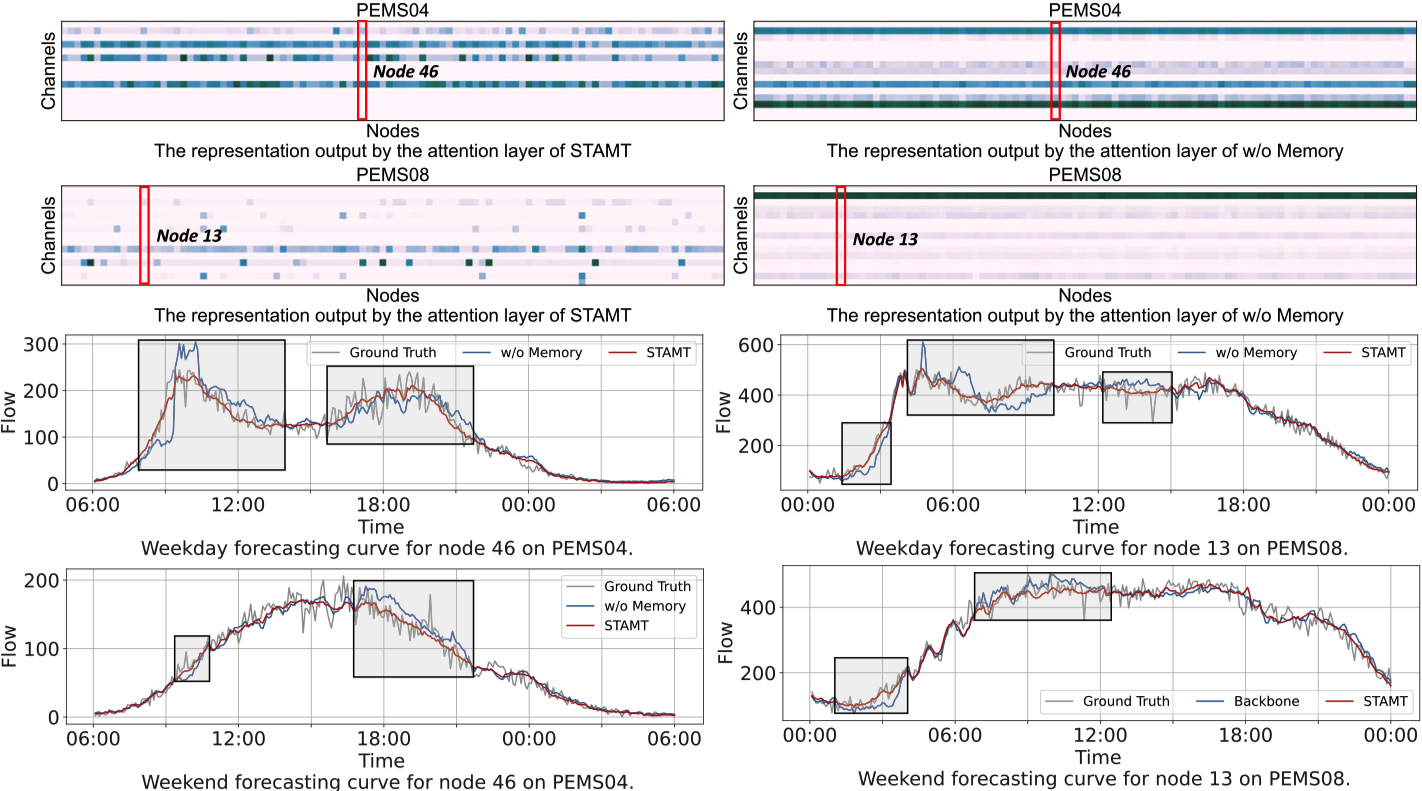 PEMS04
Channels
Node 46
Nodes
The representation output by the attention layer of STAMT
PEMS04
Channels
Node 46
Nodes
The representation output by the attention layer of w/o Memory
PEMS08
Channels
Node 13
Nodes
The representation output by the attention layer of STAMT
PEMS08
Channels
Node 13
Nodes
The representation output by the attention layer of w/o Memory
Ground Truth w/o Memory STAMT
300
200
100
0
Flow
06:00 12:00 18:00 00:00 06:00
Time
Weekday forecasting curve for node 46 on PEMS04.
Ground Truth w/o Memory STAMT
600
400
200
Flow
00:00 06:00 12:00 18:00 00:00
Time
Weekday forecasting curve for node 13 on PEMS08.
Ground Truth
w/o Memory
STAMT
200
100
0
Flow
06:00 12:00 18:00 00:00 06:00
Time
Weekend forecasting curve for node 46 on PEMS04.
400
200
Flow
Ground Truth Backbone STAMT
00:00 06:00 12:00 18:00 00:00
Time
Weekend forecasting curve for node 13 on PEMS08.